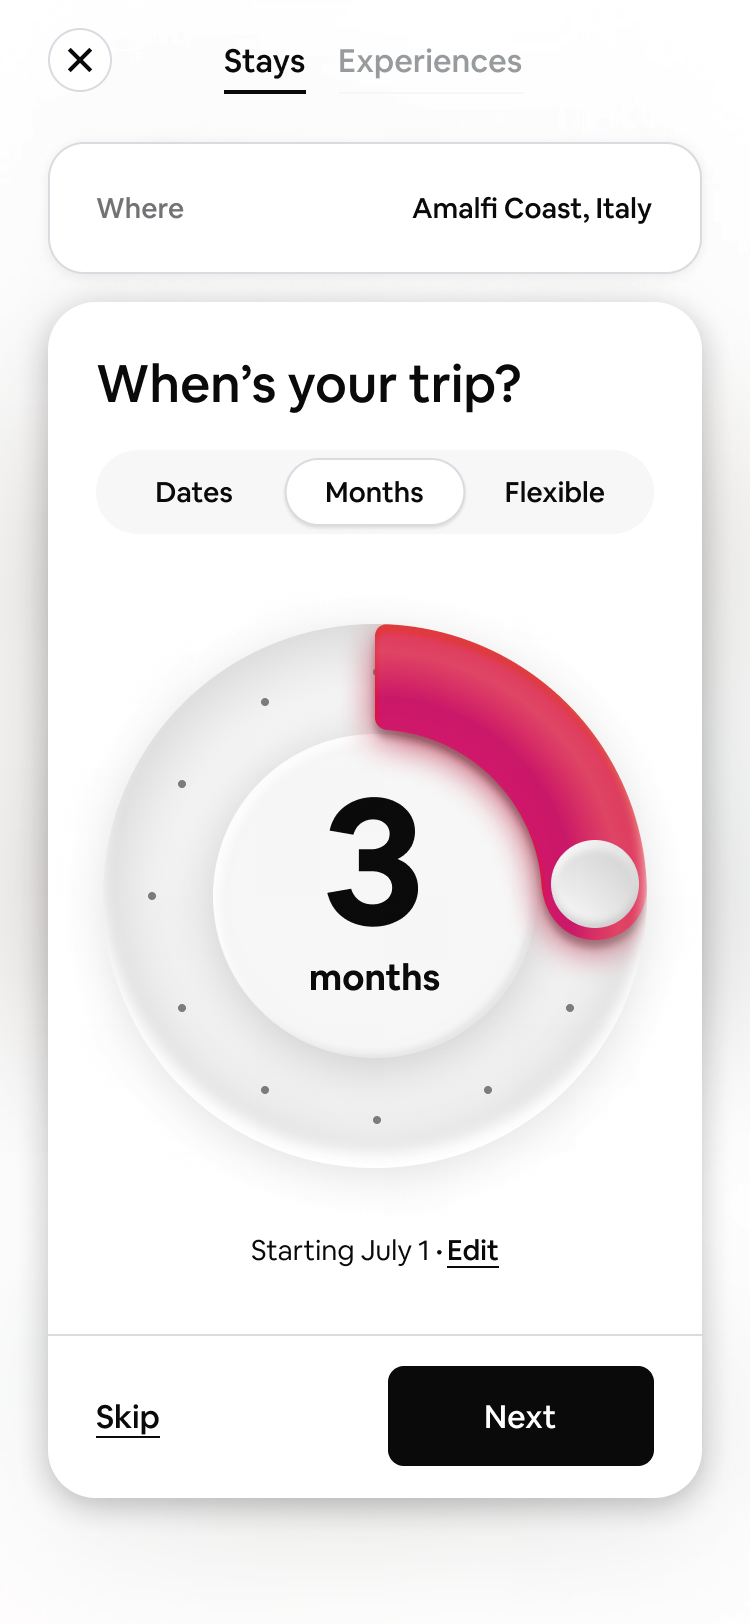 Stays Experiences
Where Amalfi Coast, Italy
When’s your trip?
Dates Months Flexible
3
months
Starting July 1 · Edit
Skip Next